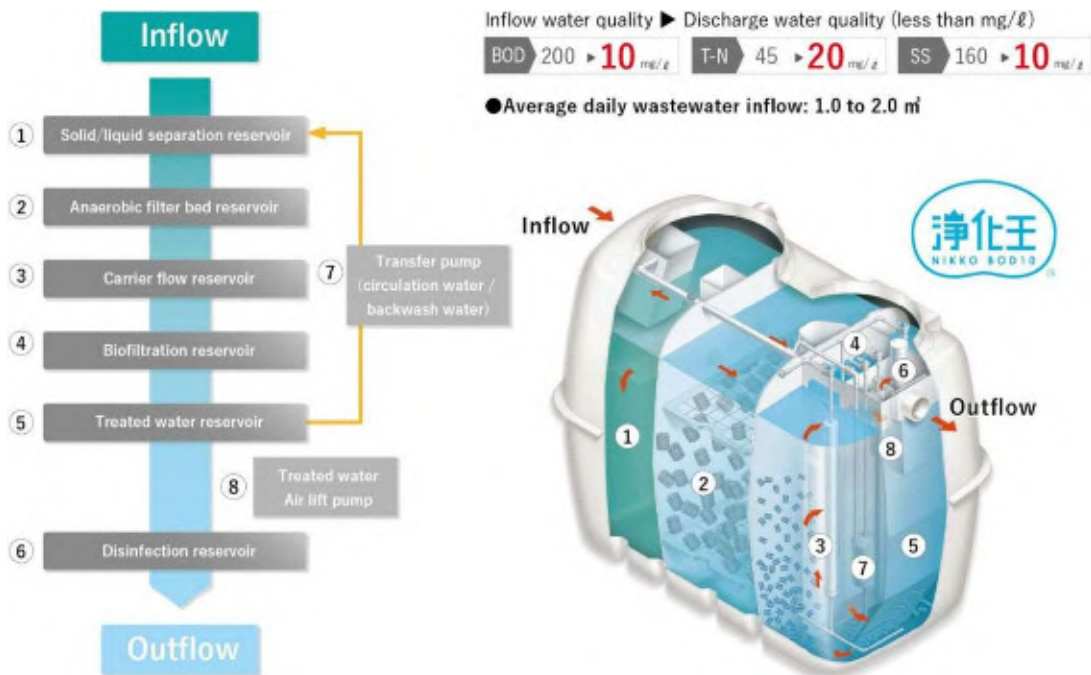 Inflow
① Solid/liquid separation reservoir
② Anaerobic filter bed reservoir
③ Carrier flow reservoir
④ Biofiltration reservoir
⑤ Treated water reservoir
⑥ Disinfection reservoir
Outflow
⑦ Transfer pump
(circulation water /
backwash water)
⑧ Treated water
Air lift pump
Inflow water quality ▶ Discharge water quality (less than mg/ℓ)
BOD 200 ▸ 10 mg/ℓ T-N 45 ▸ 20 mg/ℓ SS 160 ▸ 10 mg/ℓ
●Average daily wastewater inflow: 1.0 to 2.0 ㎥
浄化王
NIKKO BOD10
®
Inflow
Outflow
①
②
③
④
⑤
⑥
⑦
⑧